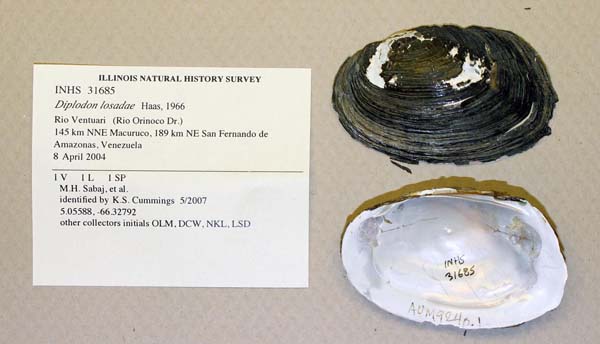 ILLINOIS NATURAL HISTORY SURVEY
INHS 31685
Diplodon losadae Haas, 1966
Rio Ventuari (Rio Orinoco Dr.)
145 km NNE Macuruco, 189 km NE San Fernando de
Amazonas, Venezuela
8 April 2004
1 V 1 L 1 SP
M.H. Sabaj, et al.
identified by K.S. Cummings 5/2007
5.05588, -66.32792
other collectors initials OLM, DCW, NKL, LSD
INHS
31685
AUM9240.1